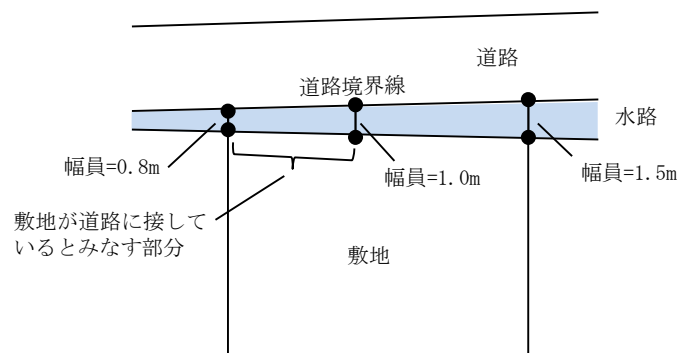 道路
道路境界線
水路
幅員=0.8m
幅員=1.0m
幅員=1.5m
敷地が道路に接して
いるとみなす部分
敷地